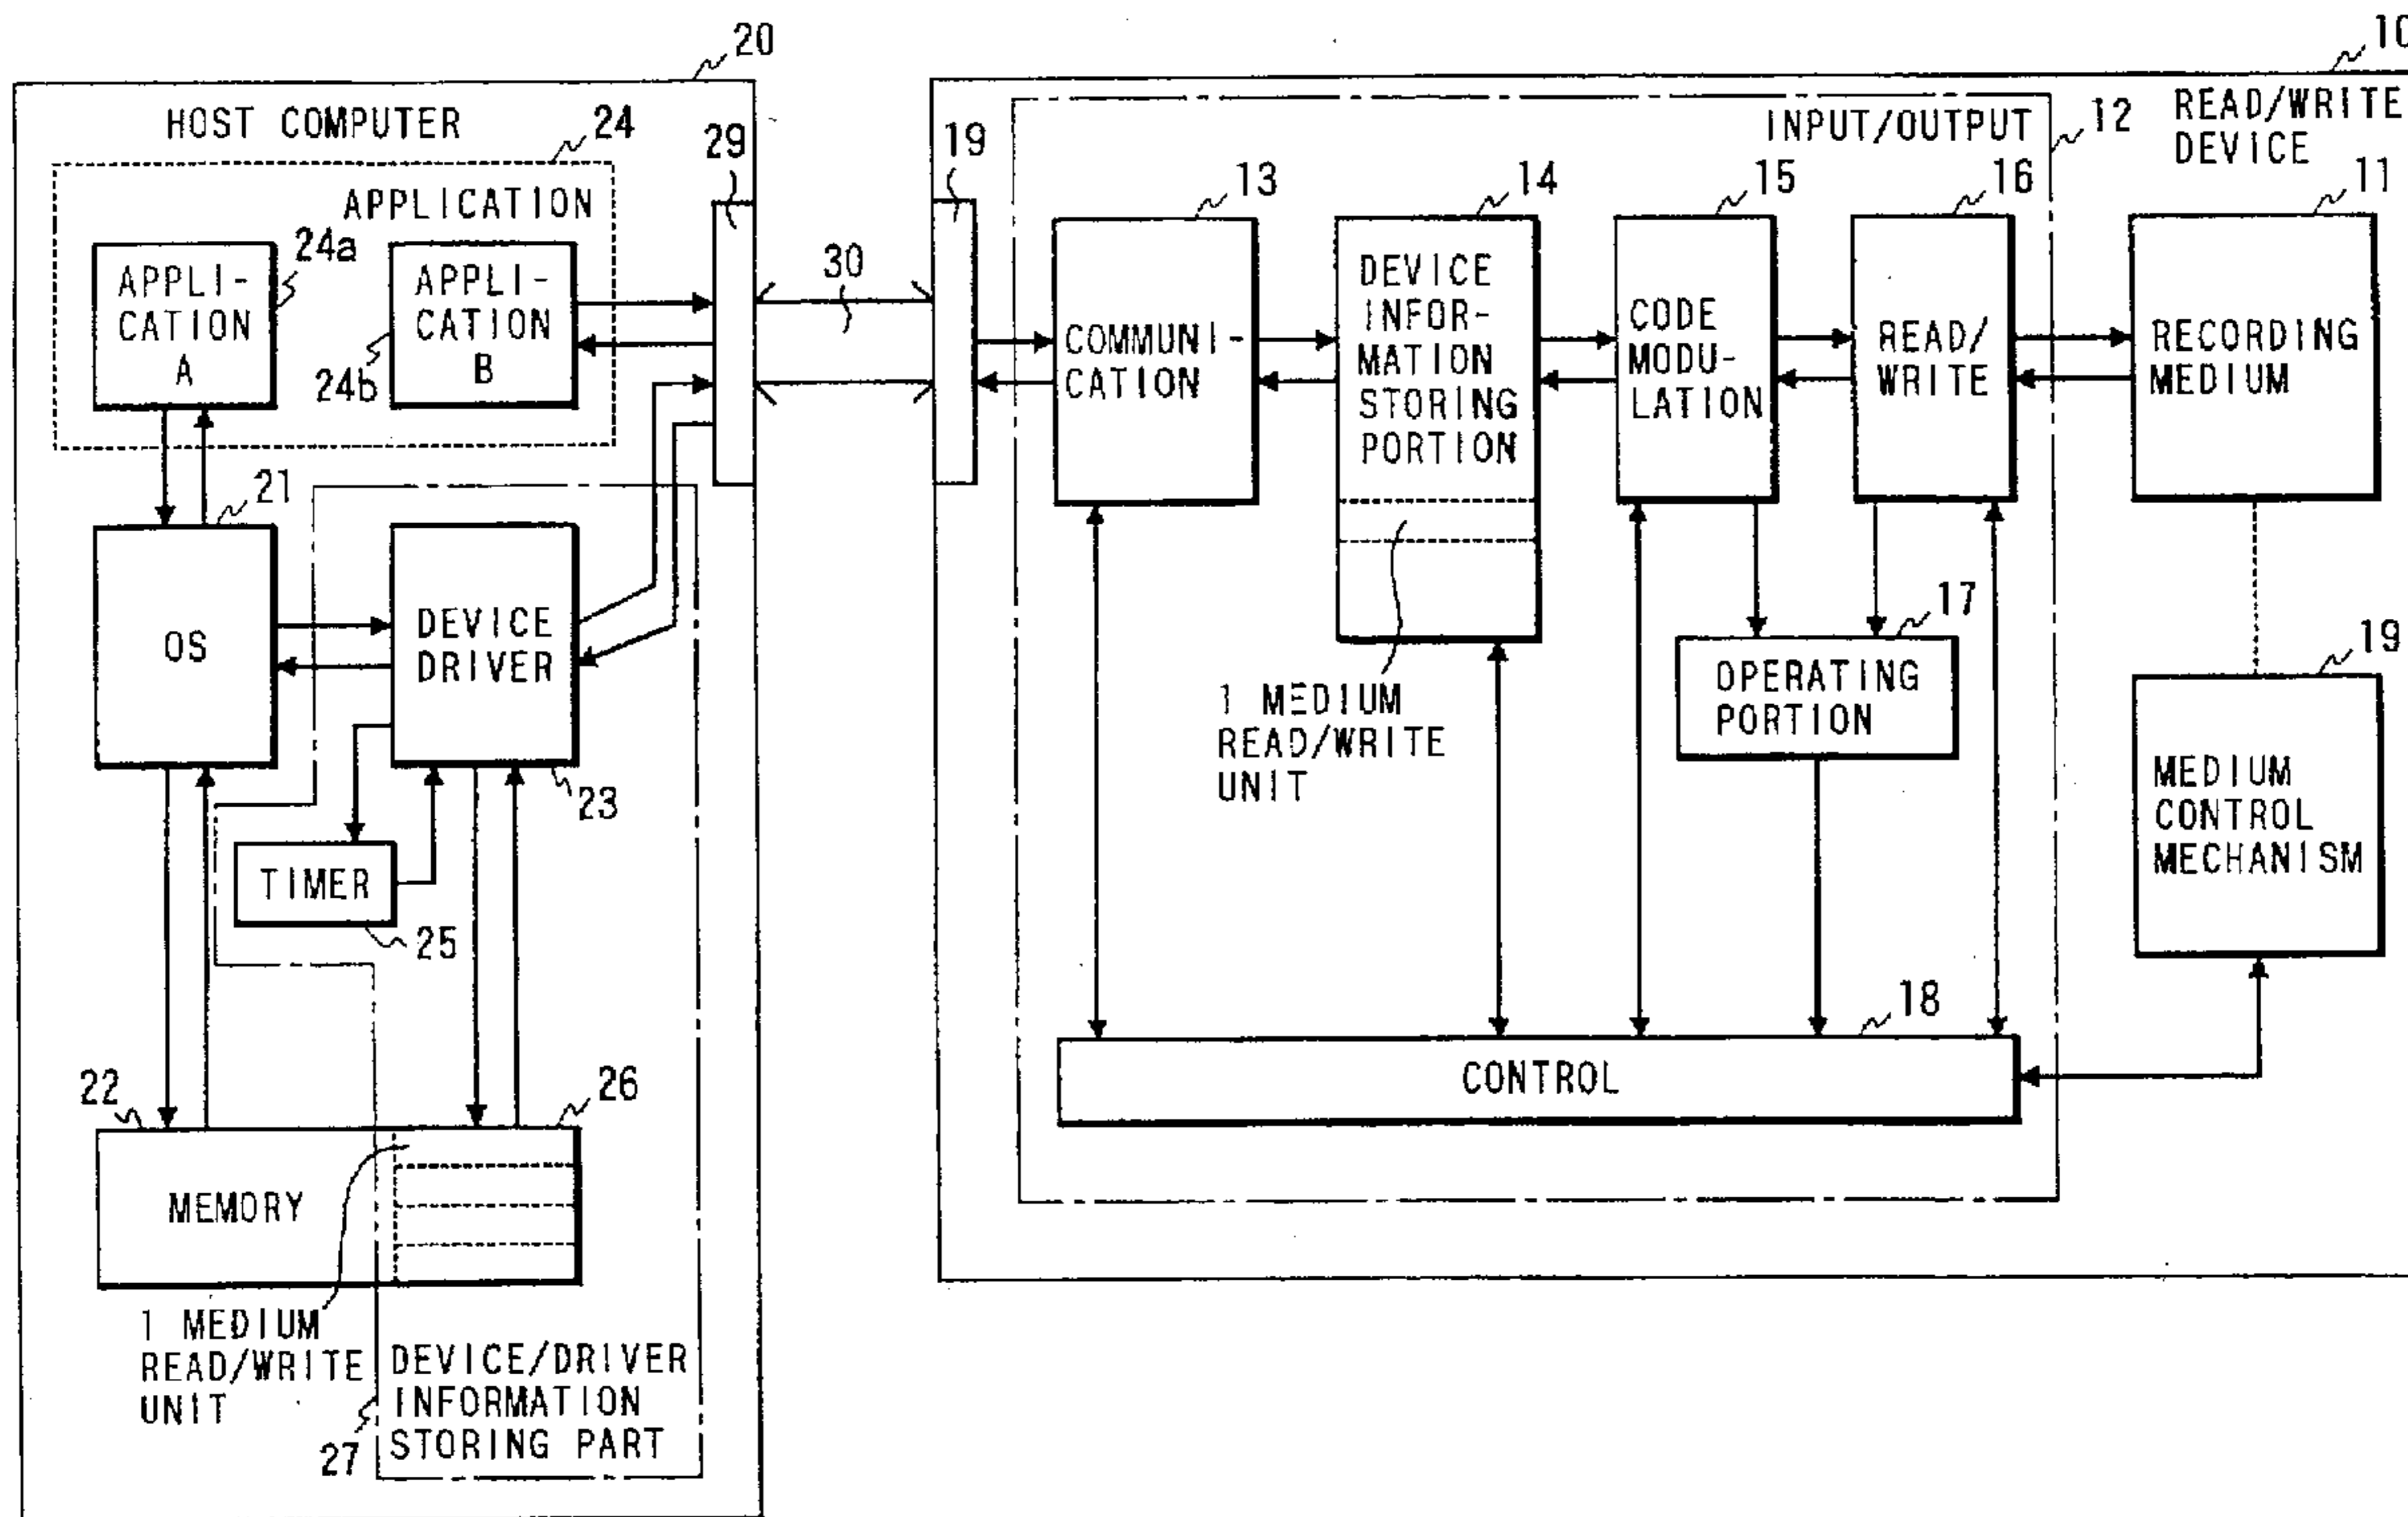 20
10
HOST COMPUTER
24
29
19
INPUT/OUTPUT
12
READ/WRITE
DEVICE
APPLICATION
24a
APPLI-
CATION
A
24b
APPLI-
CATION
B
30
13
COMMUNI-
CATION
14
DEVICE
INFOR-
MATION
STORING
PORTION
15
CODE
MODU-
LATION
16
READ/
WRITE
11
RECORDING
MEDIUM
21
OS
DEVICE
DRIVER
23
1 MEDIUM
READ/WRITE
UNIT
17
OPERATING
PORTION
19
MEDIUM
CONTROL
MECHANISM
TIMER
25
18
CONTROL
22
26
MEMORY
1 MEDIUM
READ/WRITE
UNIT
27
DEVICE/DRIVER
INFORMATION
STORING PART